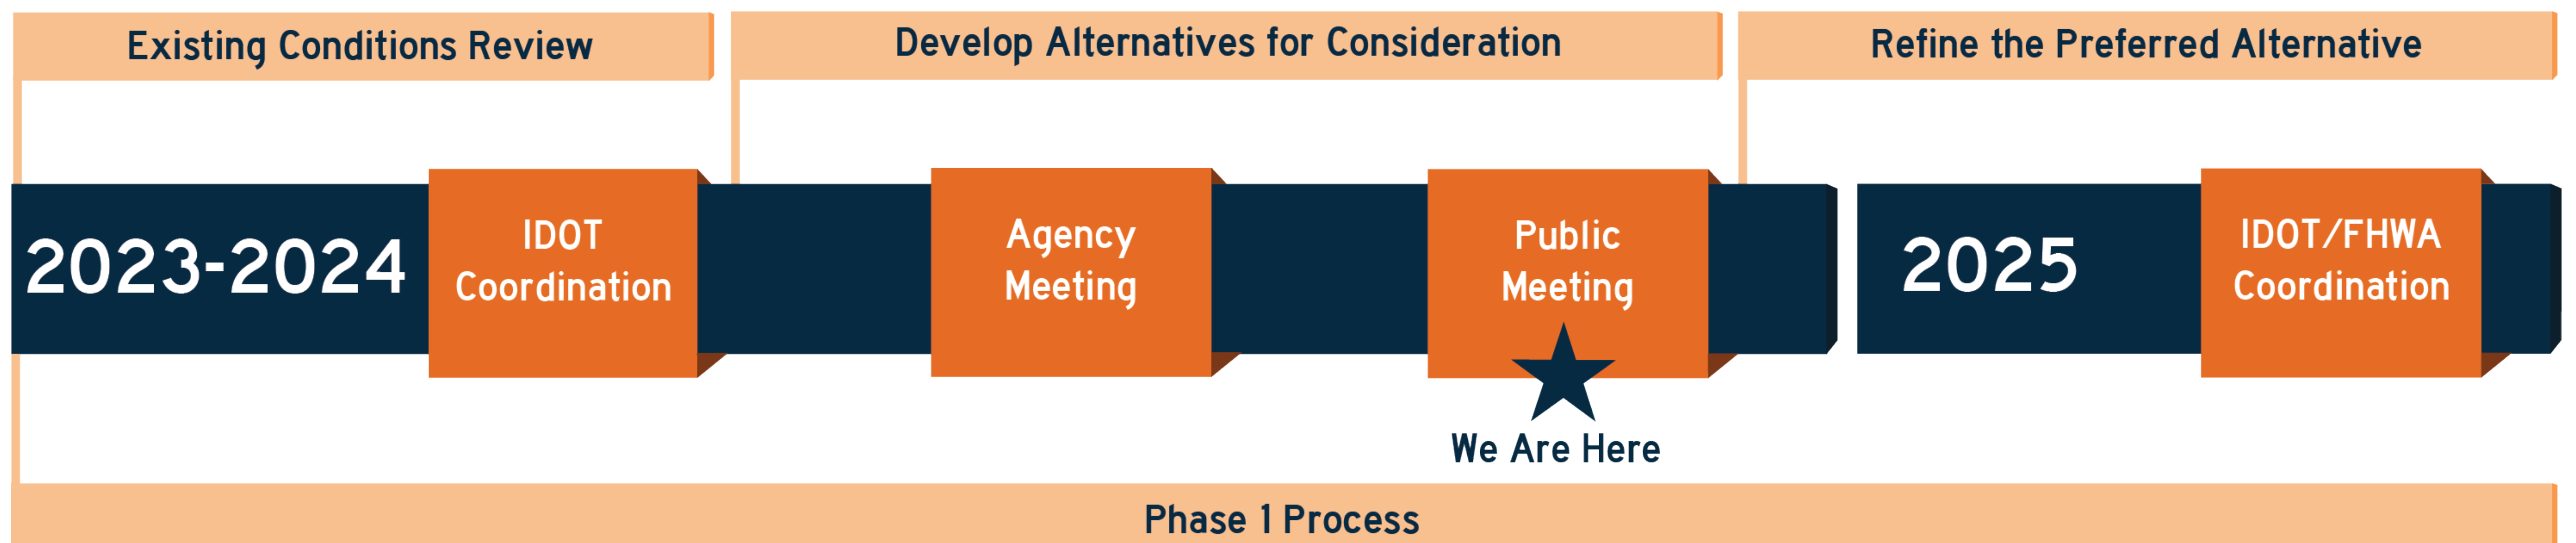 Existing Conditions Review
Develop Alternatives for Consideration
Refine the Preferred Alternative
2023-2024
IDOT
Coordination
Agency
Meeting
Public
Meeting
We Are Here
2025
IDOT/FHWA
Coordination
Phase 1 Process